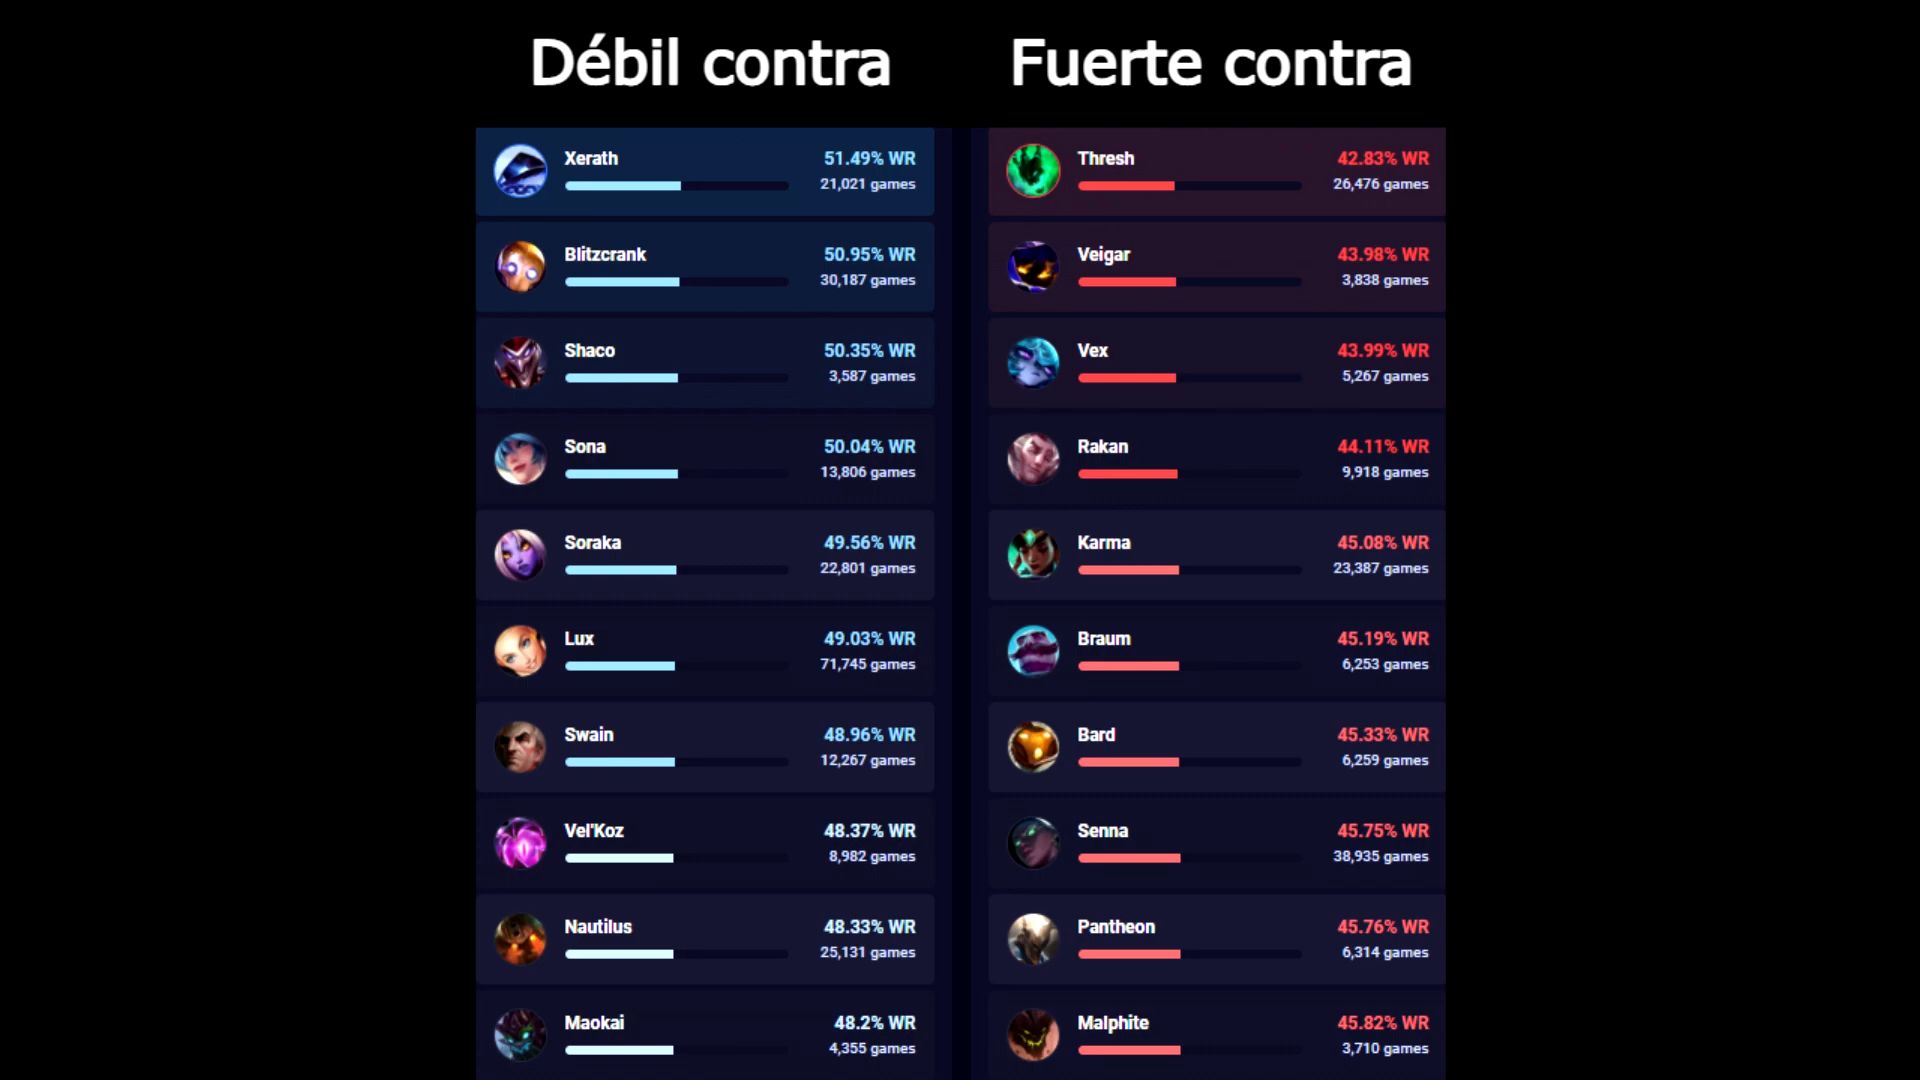 Débil contra
Fuerte contra
Xerath
51.49% WR
21,021 games
Blitzcrank
50.95% WR
30,187 games
Shaco
50.35% WR
3,587 games
Sona
50.04% WR
13,806 games
Soraka
49.56% WR
22,801 games
Lux
49.03% WR
71,745 games
Swain
48.96% WR
12,267 games
Vel'Koz
48.37% WR
8,982 games
Nautilus
48.33% WR
25,131 games
Maokai
48.2% WR
4,355 games
Thresh
42.83% WR
26,476 games
Veigar
43.98% WR
3,838 games
Vex
43.99% WR
5,267 games
Rakan
44.11% WR
9,918 games
Karma
45.08% WR
23,387 games
Braum
45.19% WR
6,253 games
Bard
45.33% WR
6,259 games
Senna
45.75% WR
38,935 games
Pantheon
45.76% WR
6,314 games
Malphite
45.82% WR
3,710 games